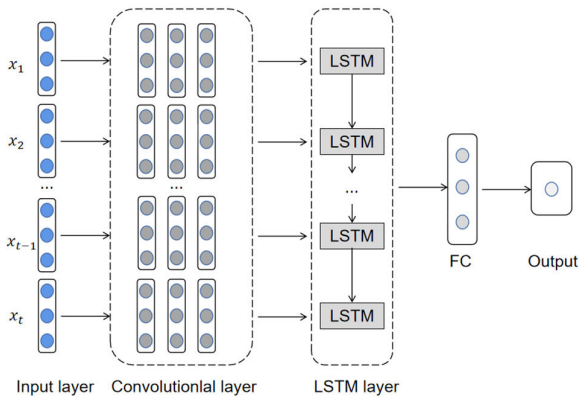 x₁
LSTM
x₂
LSTM
...
...
...
xₜ₋₁
LSTM
FC
Output
xₜ
LSTM
Input layer
Convolutionlal layer
LSTM layer